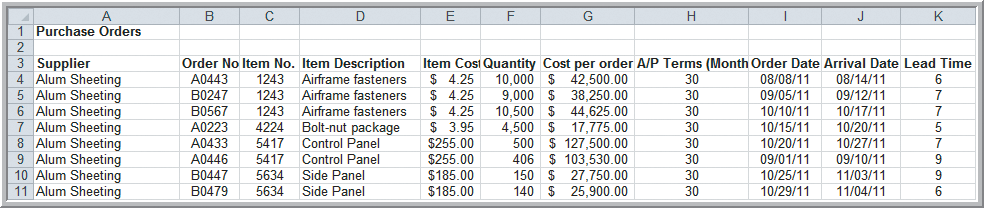 A B C D E F G H I J K
1 Purchase Orders
2
3 Supplier Order No Item No. Item Description Item Cost Quantity Cost per order A/P Terms (Month Order Date Arrival Date Lead Time
4 Alum Sheeting A0443 1243 Airframe fasteners $ 4.25 10,000 $ 42,500.00 30 08/08/11 08/14/11 6
5 Alum Sheeting B0247 1243 Airframe fasteners $ 4.25 9,000 $ 38,250.00 30 09/05/11 09/12/11 7
6 Alum Sheeting B0567 1243 Airframe fasteners $ 4.25 10,500 $ 44,625.00 30 10/10/11 10/17/11 7
7 Alum Sheeting A0223 4224 Bolt-nut package $ 3.95 4,500 $ 17,775.00 30 10/15/11 10/20/11 5
8 Alum Sheeting A0433 5417 Control Panel $255.00 500 $ 127,500.00 30 10/20/11 10/27/11 7
9 Alum Sheeting A0446 5417 Control Panel $255.00 406 $ 103,530.00 30 09/01/11 09/10/11 9
10 Alum Sheeting B0447 5634 Side Panel $185.00 150 $ 27,750.00 30 10/25/11 11/03/11 9
11 Alum Sheeting B0479 5634 Side Panel $185.00 140 $ 25,900.00 30 10/29/11 11/04/11 6